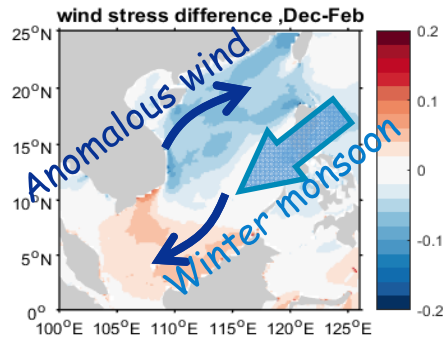 wind stress difference ,Dec-Feb
25°N
20°N
15°N
10°N
5°N
0°
100°E
105°E
110°E
115°E
120°E
125°E
Anomalous wind
Winter monsoon
0.2
0.1
0
-0.1
-0.2